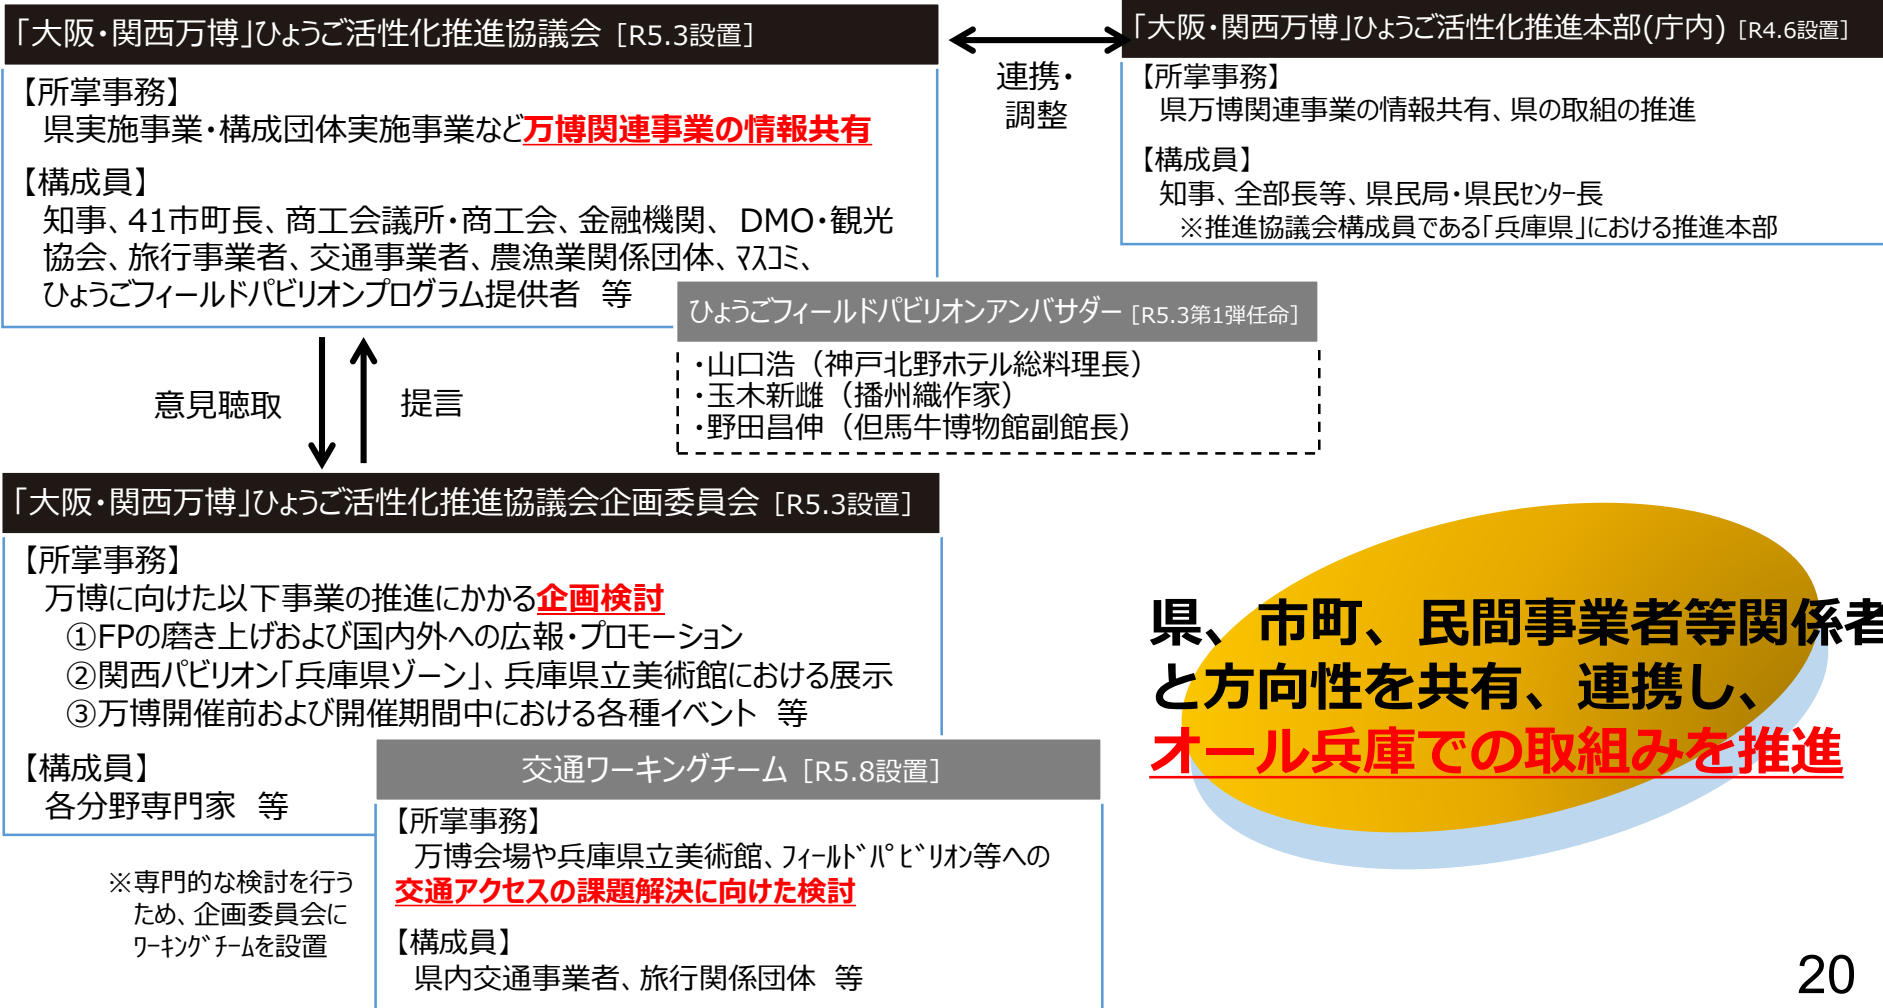 「大阪・関西万博」ひょうご活性化推進協議会［R5.3設置］
【所掌事務】
県実施事業・構成団体実施事業など万博関連事業の情報共有
【構成員】
知事、41市町長、商工会議所・商工会、金融機関、 DMO・観光
協会、旅行事業者、交通事業者、農漁業関係団体、ﾏｽｺﾐ、
ひょうごフィールドパビリオンプログラム提供者　等
連携・
調整
「大阪・関西万博」ひょうご活性化推進本部(庁内)［R4.6設置］
【所掌事務】
県万博関連事業の情報共有、県の取組の推進
【構成員】
知事、全部長等、県民局・県民ｾﾝﾀｰ長
※推進協議会構成員である「兵庫県」における推進本部
ひょうごフィールドパビリオンアンバサダー［R5.3第1弾任命］
・山口浩（神戸北野ホテル総料理長）
・玉木新雌（播州織作家）
・野田昌伸（但馬牛博物館副館長）
意見聴取
提言
「大阪・関西万博」ひょうご活性化推進協議会企画委員会［R5.3設置］
【所掌事務】
万博に向けた以下事業の推進にかかる企画検討
①FPの磨き上げおよび国内外への広報・プロモーション
②関西パビリオン「兵庫県ゾーン」、兵庫県立美術館における展示
③万博開催前および開催期間中における各種イベント　等
【構成員】
各分野専門家　等
※専門的な検討を行う
ため、企画委員会に
ﾜｰｷﾝｸﾞﾁｰﾑを設置
交通ワーキングチーム［R5.8設置］
【所掌事務】
万博会場や兵庫県立美術館、ﾌｨｰﾙﾄﾞﾊﾟﾋﾞﾘｵﾝ等への
交通アクセスの課題解決に向けた検討
【構成員】
県内交通事業者、旅行関係団体　等
県、市町、民間事業者等関係者
と方向性を共有、連携し、
オール兵庫での取組みを推進
20